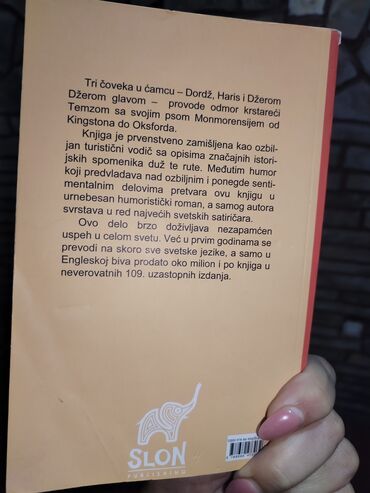 Tri čoveka u ćamcu – Dordž, Haris i Džerom
Džerom glavom – provode odmor krstareći
Temzom sa svojim psom Monmorensijem od
Kingstona do Oksforda.
Knjiga je prvenstveno zamišljena kao ozbil-
jan turistični vodič sa opisima značajnih istori-
jskih spomenika duž te rute. Međutim humor
koji predvladava nad ozbiljnim i ponegde senti-
mentalnim delovima pretvara ovu knjigu u
urnebesan humoristički roman, a samog autora
svrstava u red najvećih svetskih satiričara.
Ovo delo brzo doživljava nezapamćen
uspeh u celom svetu. Već u prvim godinama se
prevodi na skoro sve svetske jezike, a samo u
Engleskoj biva prodato oko milion i po knjiga u
neverovatnih 109. uzastopnih izdanja.
SLON
PUBLISHING